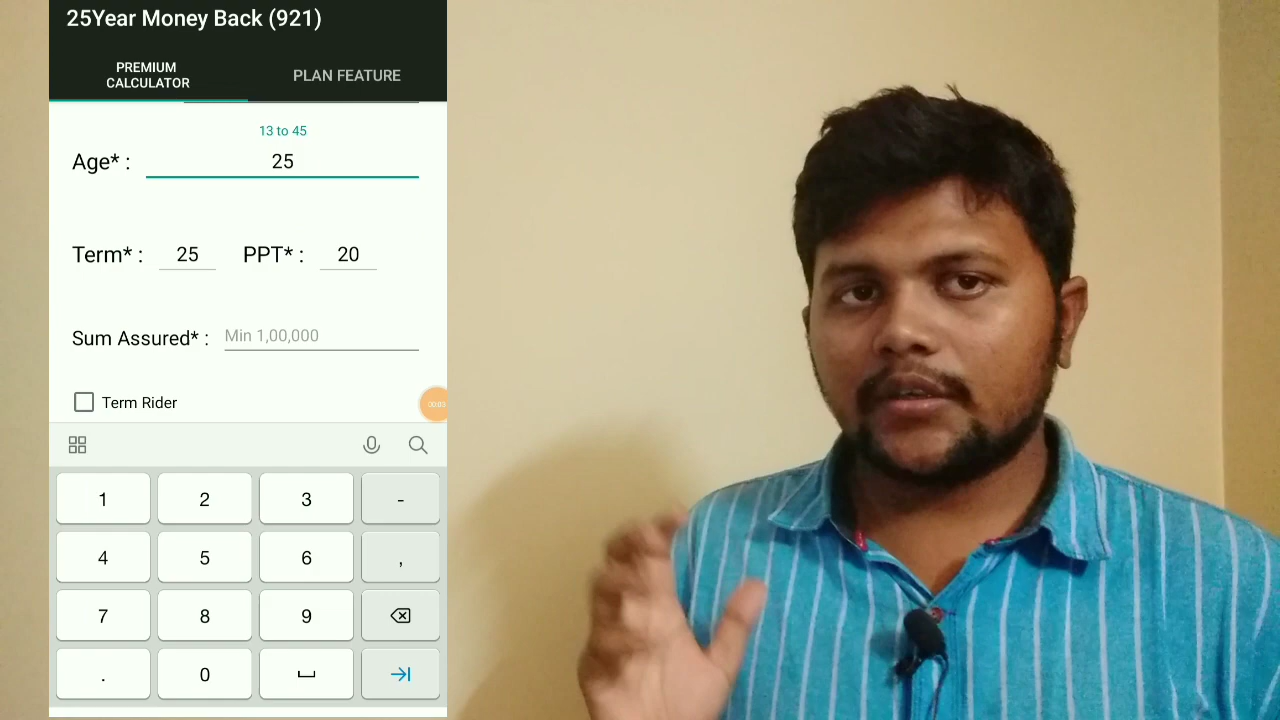 25Year Money Back (921)
PREMIUM
CALCULATOR
PLAN FEATURE
13 to 45
Age* :
25
Term* :
25
PPT* :
20
Sum Assured* :
Min 1,00,000
Term Rider
1
2
3
-
4
5
6
,
7
8
9
.
0